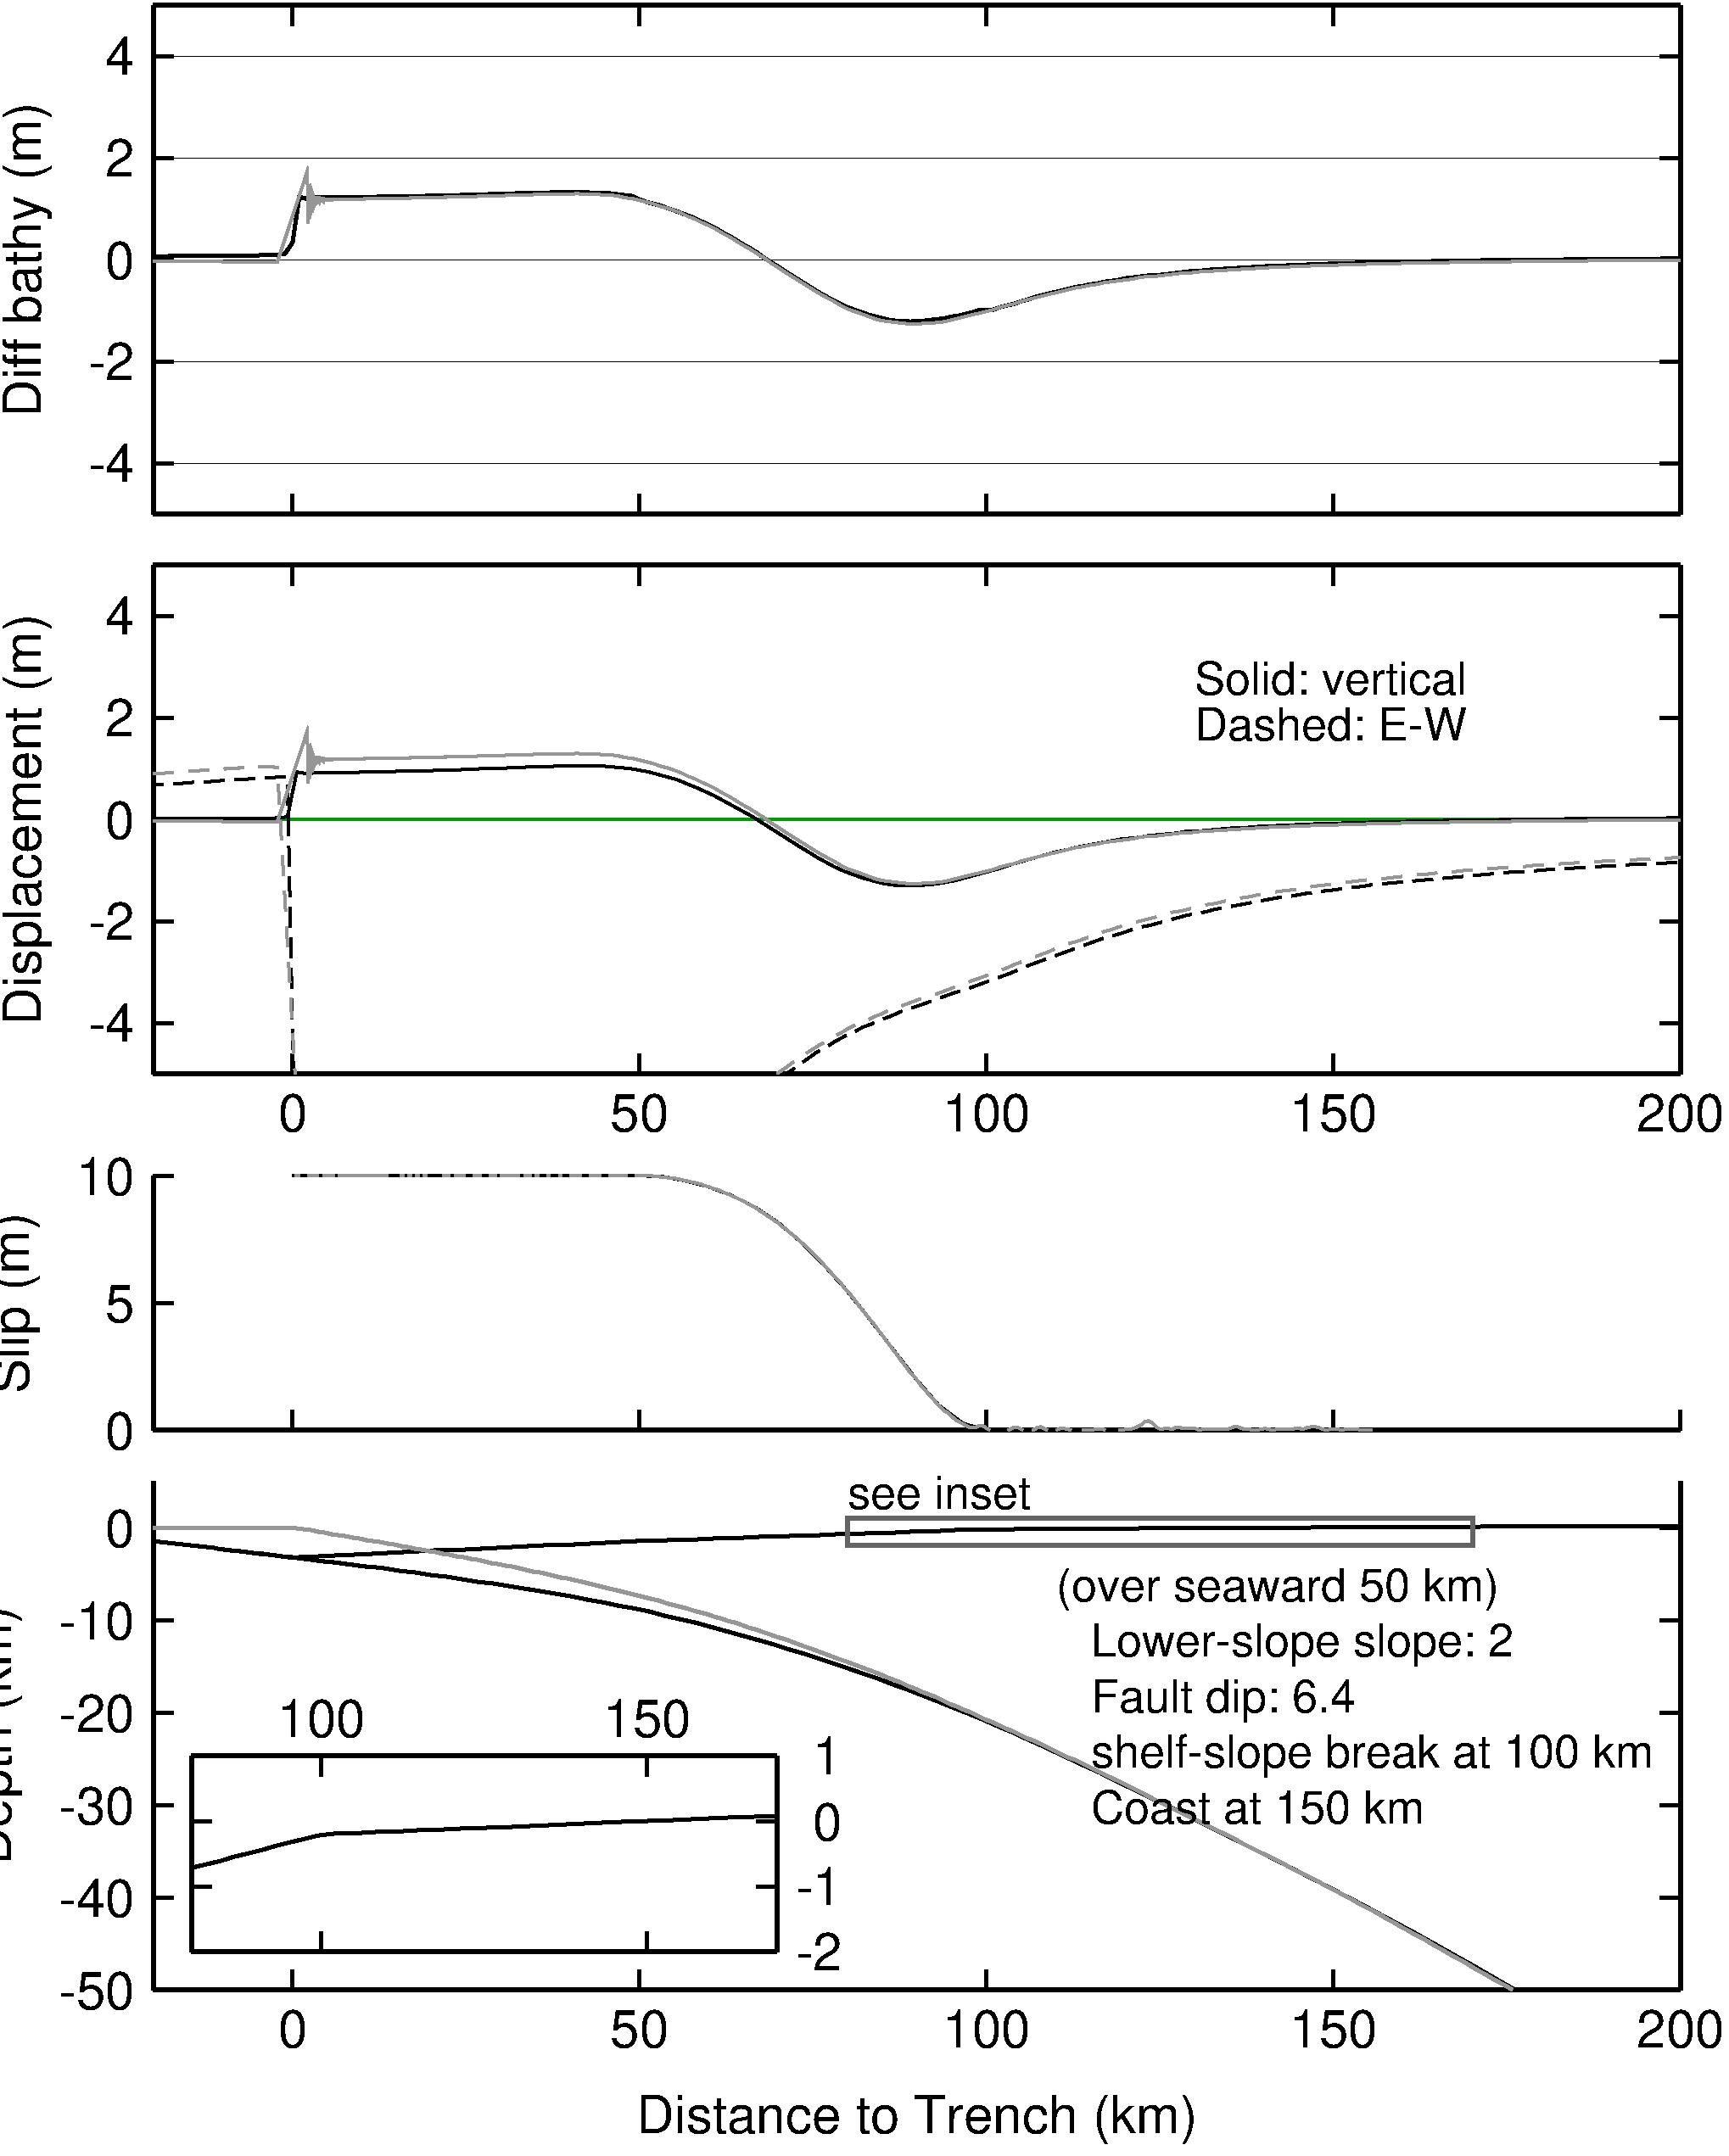 Diff bathy (m)
4
2
0
-2
-4
Displacement (m)
4
2
0
-2
-4
Solid: vertical
Dashed: E-W
0 50 100 150 200
Slip (m)
10
5
0
Depth (km)
0
-10
-20
-30
-40
-50
see inset
(over seaward 50 km)
Lower-slope slope: 2
Fault dip: 6.4
shelf-slope break at 100 km
Coast at 150 km
100 150
1
0
-1
-2
0 50 100 150 200
Distance to Trench (km)